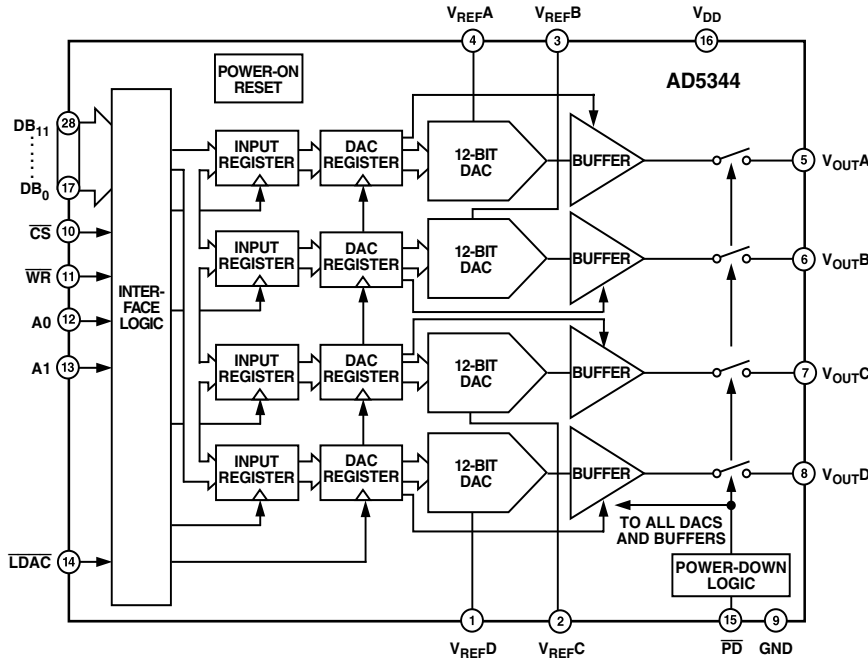 VREFA
VREFB
VDD
4
3
16
POWER-ON
RESET
AD5344
DB11
28
DB0
17
CS
10
WR
11
A0
12
A1
13
LDAC
14
INTER-
FACE
LOGIC
INPUT
REGISTER
DAC
REGISTER
12-BIT
DAC
BUFFER
5
VOUTA
INPUT
REGISTER
DAC
REGISTER
12-BIT
DAC
BUFFER
6
VOUTB
INPUT
REGISTER
DAC
REGISTER
12-BIT
DAC
BUFFER
7
VOUTC
INPUT
REGISTER
DAC
REGISTER
12-BIT
DAC
BUFFER
8
VOUTD
TO ALL DACS
AND BUFFERS
POWER-DOWN
LOGIC
1
2
15
9
VREFD
VREFC
PD
GND